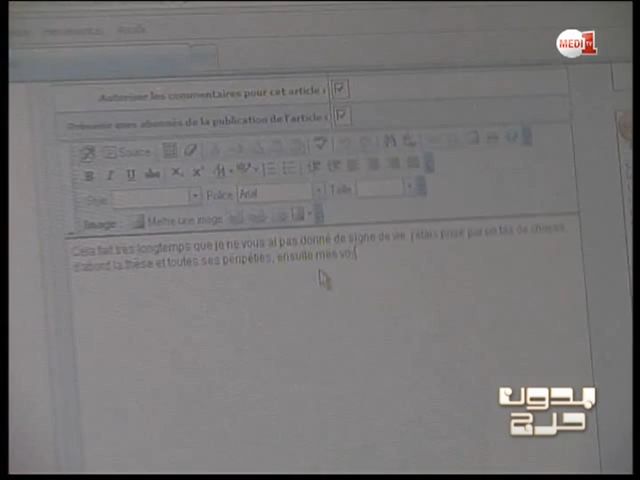 MEDI 1
Autoriser les commentaires pour cet article
Prévenir mes abonnés de la publication de l'article
Source
B I U abc
Style Police Arial Taille
Image : Mettre une image
Cela fait tres longtemps que je ne vous ai pas donné de signe de vie. j'étais prise par un tas de choses,
d'abord la thèse et toutes ses péripéties, ensuite mes vo
بدون
حرج